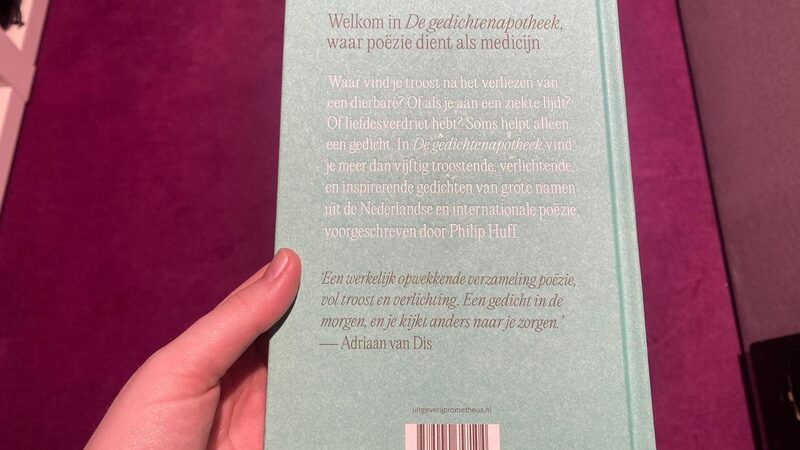 Welkom in De gedichtenapotheek,
waar poëzie dient als medicijn
Waar vind je troost na het verliezen van
een dierbare? Of als je aan een ziekte lijdt?
Of liefdesverdriet hebt? Soms helpt alleen
een gedicht. In De gedichtenapotheek vind
je meer dan vijftig troostende, verlichtende
en inspirerende gedichten van grote namen
uit de Nederlandse en internationale poëzie,
voorgeschreven door Philip Huff.
‘Een werkelijk opwekkende verzameling poëzie,
vol troost en verlichting. Een gedicht in de
morgen, en je kijkt anders naar je zorgen.’
— Adriaan van Dis
uitgeverijprometheus.nl